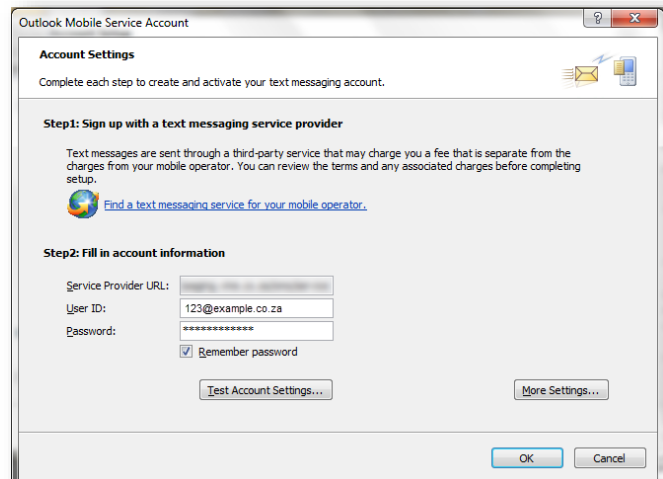 Outlook Mobile Service Account
Account Settings
Complete each step to create and activate your text messaging account.
Step1: Sign up with a text messaging service provider
Text messages are sent through a third-party service that may charge you a fee that is separate from the
charges from your mobile operator. You can review the terms and any associated charges before completing
setup.
Find a text messaging service for your mobile operator.
Step2: Fill in account information
Service Provider URL:
User ID: 123@example.co.za
Password: ************
Remember password
Test Account Settings... More Settings...
OK Cancel